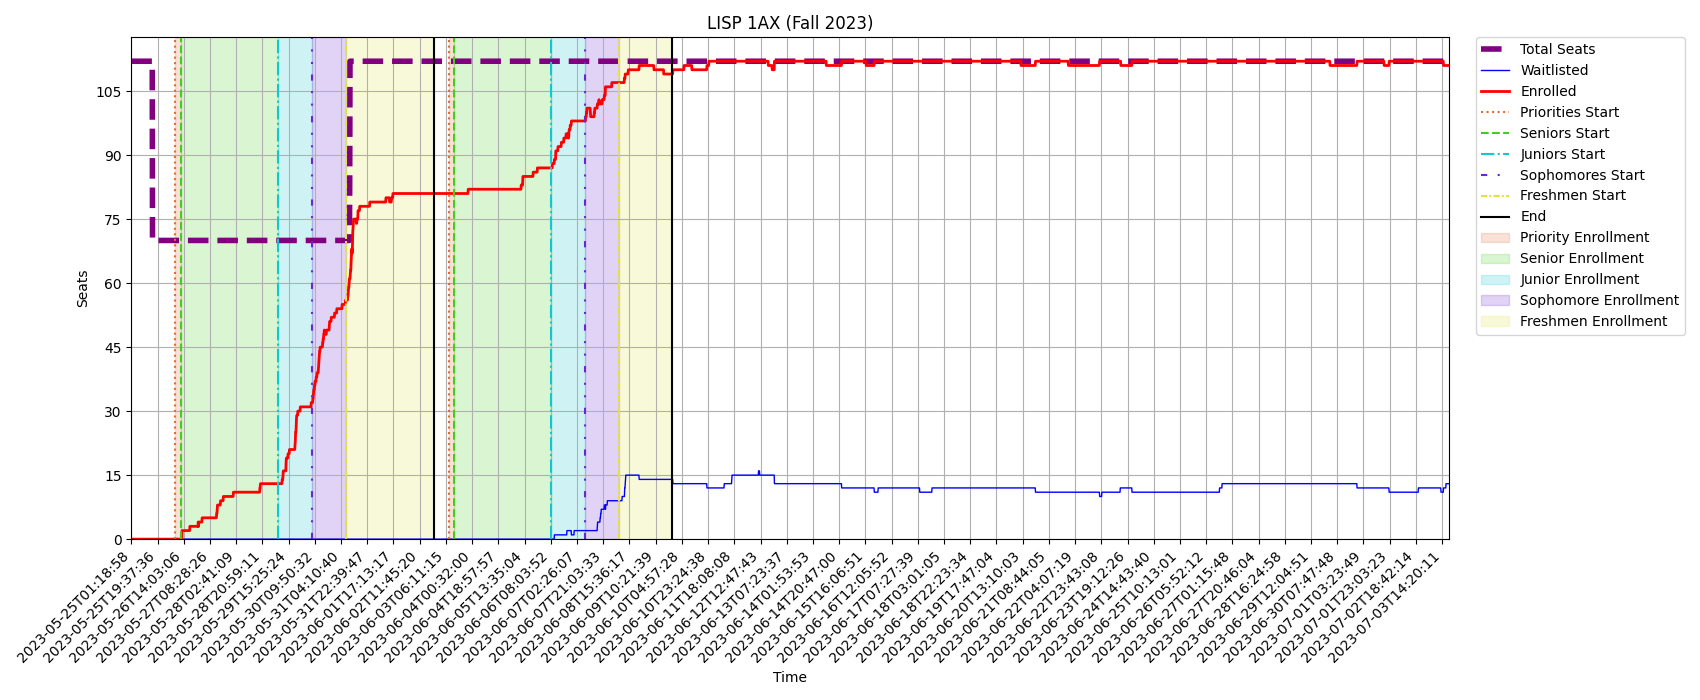 LISP 1AX (Fall 2023)
Total Seats
Waitlisted
Enrolled
Priorities Start
Seniors Start
Juniors Start
Sophomores Start
Freshmen Start
End
Priority Enrollment
Senior Enrollment
Junior Enrollment
Sophomore Enrollment
Freshmen Enrollment
Seats
105
90
75
60
45
30
15
0
2023-05-25T01:18:58
2023-05-25T19:37:36
2023-05-26T14:03:06
2023-05-27T08:28:26
2023-05-28T02:41:09
2023-05-28T20:59:11
2023-05-29T15:25:24
2023-05-30T09:50:32
2023-05-31T04:10:40
2023-05-31T22:39:47
2023-06-01T17:13:17
2023-06-02T11:45:20
2023-06-03T06:11:15
2023-06-04T00:32:00
2023-06-04T18:57:57
2023-06-05T13:35:04
2023-06-06T08:03:52
2023-06-07T02:26:07
2023-06-07T21:03:33
2023-06-08T15:36:17
2023-06-09T10:21:39
2023-06-10T04:57:28
2023-06-10T23:24:38
2023-06-11T18:08:08
2023-06-12T12:47:43
2023-06-13T07:23:37
2023-06-14T01:53:53
2023-06-14T20:47:00
2023-06-15T16:06:51
2023-06-16T12:05:52
2023-06-17T07:27:39
2023-06-18T03:01:05
2023-06-18T22:23:34
2023-06-19T17:47:04
2023-06-20T13:10:03
2023-06-21T08:44:05
2023-06-22T04:07:19
2023-06-22T23:43:08
2023-06-23T19:12:26
2023-06-24T14:43:40
2023-06-25T10:13:01
2023-06-26T05:52:12
2023-06-27T01:15:48
2023-06-27T20:46:04
2023-06-28T16:24:58
2023-06-29T12:04:51
2023-06-30T07:47:48
2023-07-01T03:23:49
2023-07-01T23:03:23
2023-07-02T18:42:14
2023-07-03T14:20:11
Time